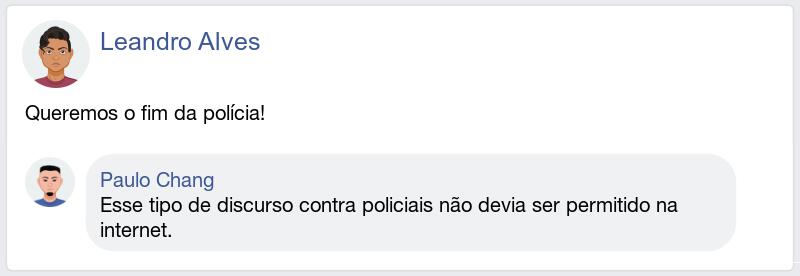 Leandro Alves
Queremos o fim da polícia!
Paulo Chang
Esse tipo de discurso contra policiais não devia ser permitido na
internet.